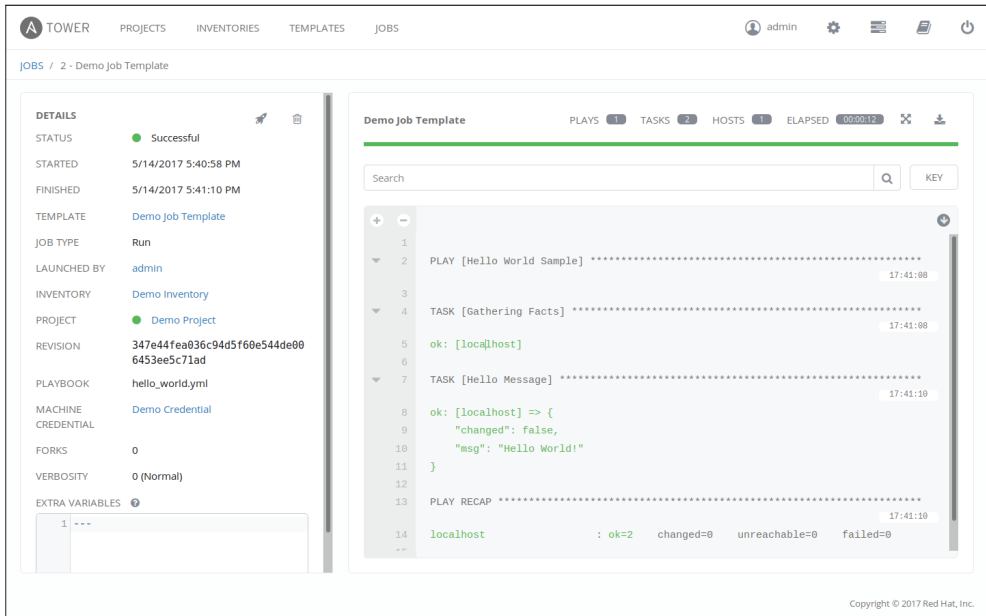 A TOWER PROJECTS INVENTORIES TEMPLATES JOBS admin
JOBS / 2 - Demo Job Template
DETAILS
STATUS Successful
STARTED 5/14/2017 5:40:58 PM
FINISHED 5/14/2017 5:41:10 PM
TEMPLATE Demo Job Template
JOB TYPE Run
LAUNCHED BY admin
INVENTORY Demo Inventory
PROJECT Demo Project
REVISION 347e44fea036c94d5f60e544de00
6453ee5c71ad
PLAYBOOK hello_world.yml
MACHINE
CREDENTIAL Demo Credential
FORKS 0
VERBOSITY 0 (Normal)
EXTRA VARIABLES ?
1 ---
Demo Job Template PLAYS 1 TASKS 2 HOSTS 1 ELAPSED 00:00:12
Search KEY
1
2 PLAY [Hello World Sample] ******************************************************
17:41:08
3
4 TASK [Gathering Facts] *********************************************************
17:41:08
5 ok: [localhost]
6
7 TASK [Hello Message] ***********************************************************
17:41:10
8 ok: [localhost] => {
9 "changed": false,
10 "msg": "Hello World!"
11 }
12
13 PLAY RECAP *********************************************************************
17:41:10
14 localhost : ok=2 changed=0 unreachable=0 failed=0
Copyright © 2017 Red Hat, Inc.